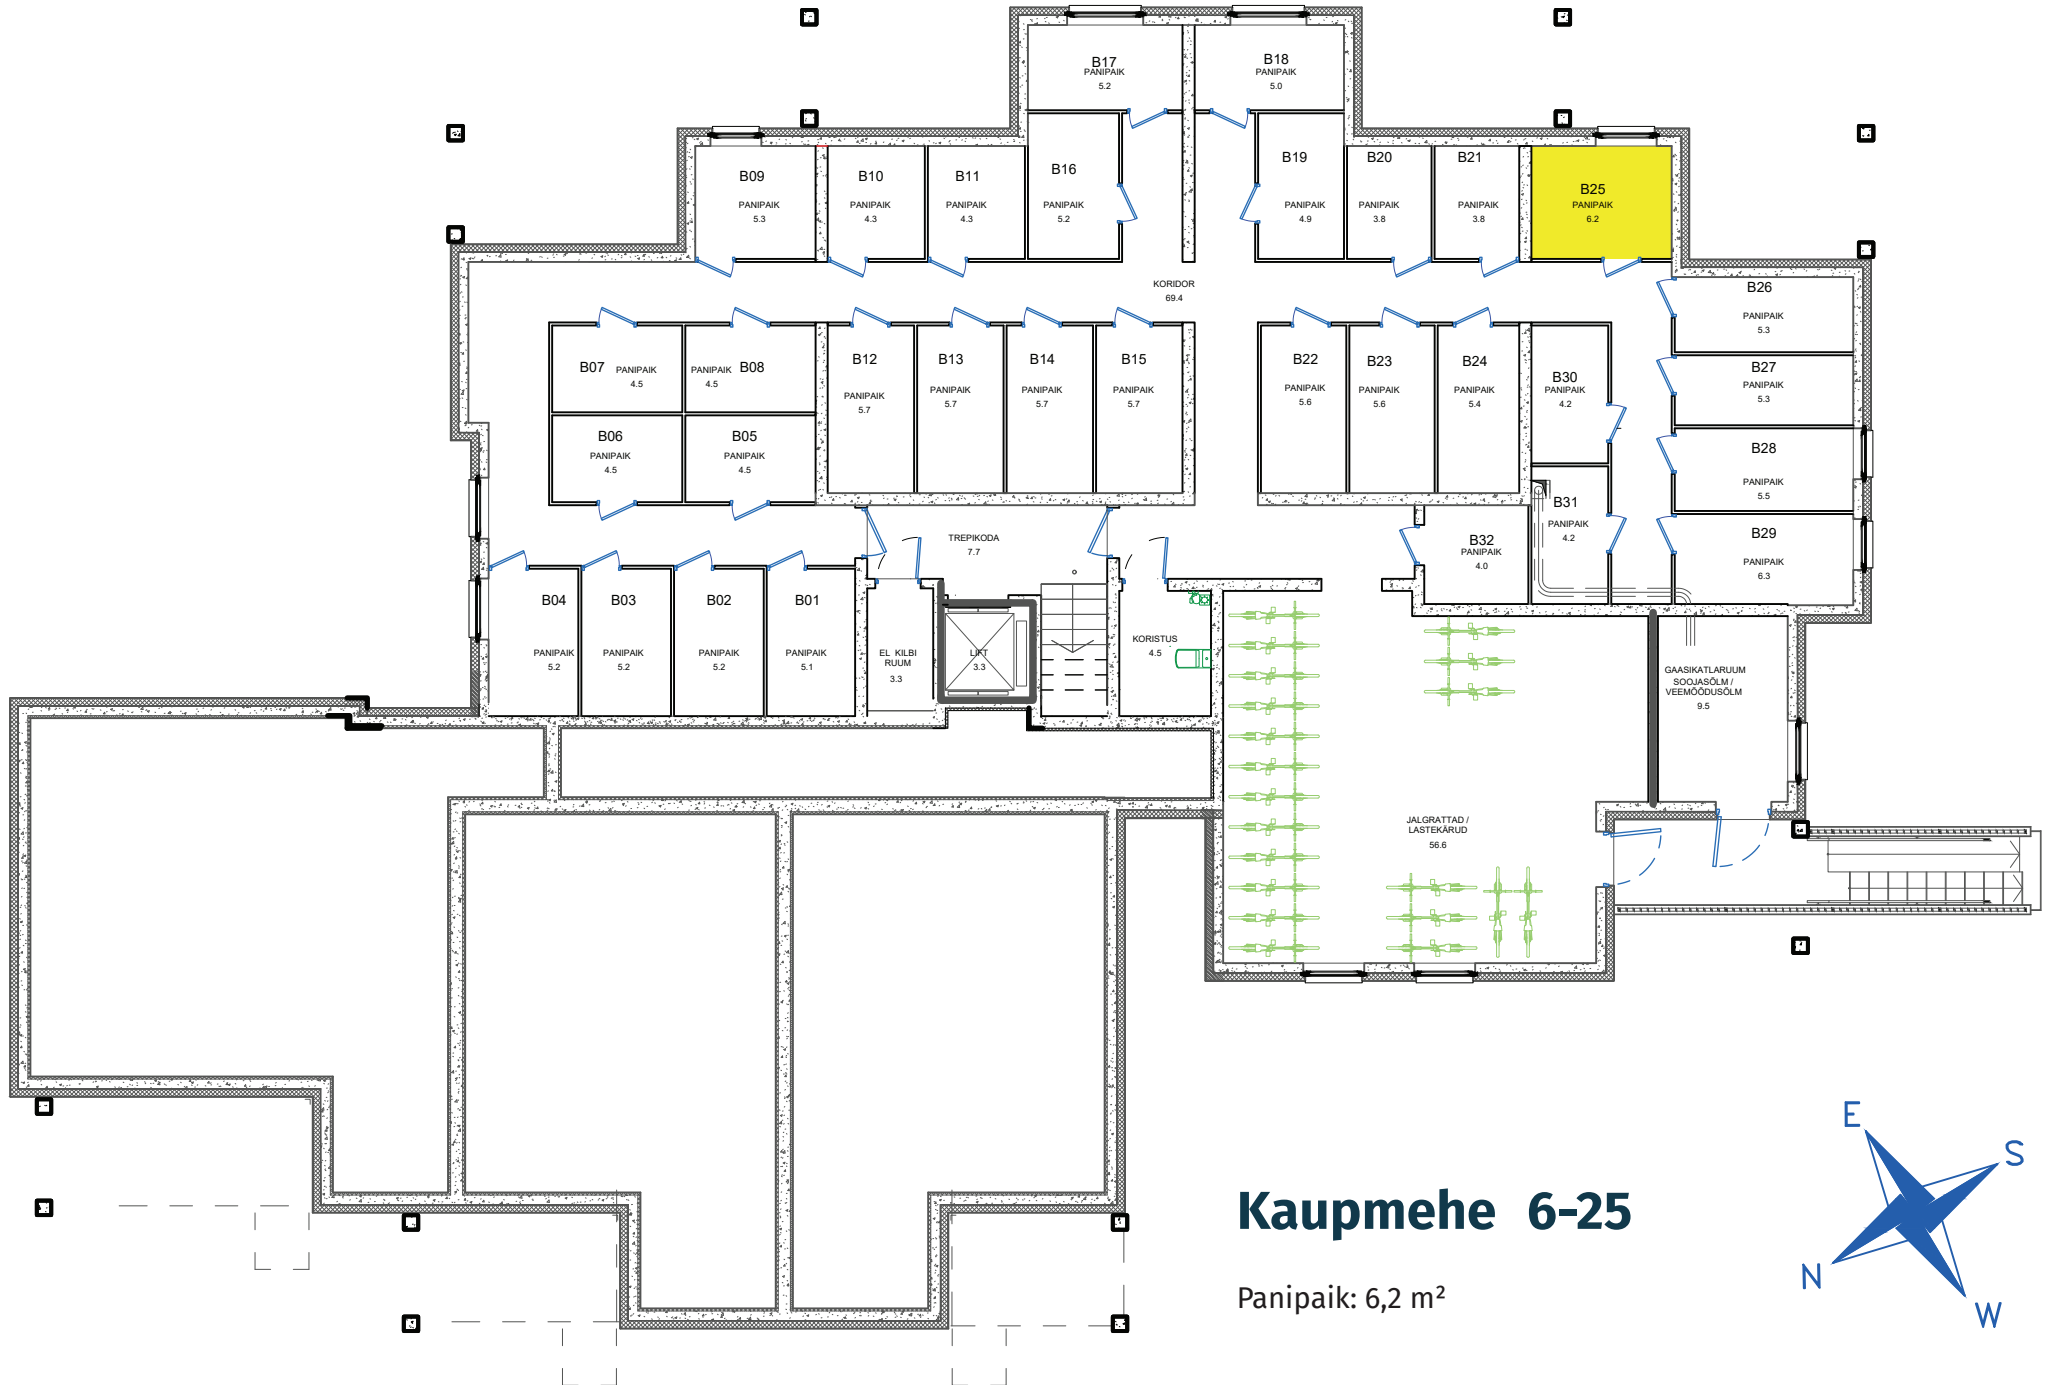 B17
PANIPAIK
5.2
B18
PANIPAIK
5.0
B09
PANIPAIK
5.3
B10
PANIPAIK
4.3
B11
PANIPAIK
4.3
B16
PANIPAIK
5.2
B19
PANIPAIK
4.9
B20
PANIPAIK
3.8
B21
PANIPAIK
3.8
B25
PANIPAIK
6.2
KORIDOR
69.4
B26
PANIPAIK
5.3
B07
PANIPAIK
4.5
PANIPAIK
4.5
B08
B12
PANIPAIK
5.7
B13
PANIPAIK
5.7
B14
PANIPAIK
5.7
B15
PANIPAIK
5.7
B22
PANIPAIK
5.6
B23
PANIPAIK
5.6
B24
PANIPAIK
5.4
B30
PANIPAIK
4.2
B27
PANIPAIK
5.3
B06
PANIPAIK
4.5
B05
PANIPAIK
4.5
B28
PANIPAIK
5.5
B31
PANIPAIK
4.2
B32
PANIPAIK
4.0
B29
PANIPAIK
6.3
TREPIKODA
7.7
B04
PANIPAIK
5.2
B03
PANIPAIK
5.2
B02
PANIPAIK
5.2
B01
PANIPAIK
5.1
EL KILBI
RUUM
3.3
LIFT
3.3
KORISTUS
4.5
GAASIKATLARUUM
SOOJASÕLM /
VEEMÕÕDUSÕLM
9.5
JALGRATTAD /
LASTEKÄRUD
56.6
E
S
N
W
Kaupmehe 6-25
Panipaik: 6,2 m²